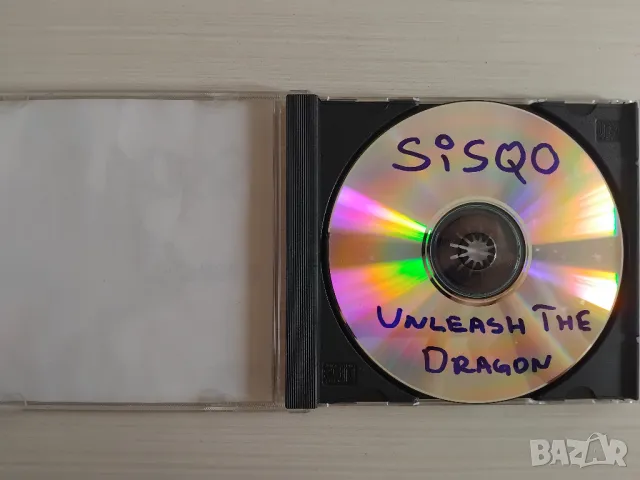 SiSQO
UNLEASH THE
DRAGON
BAZAR